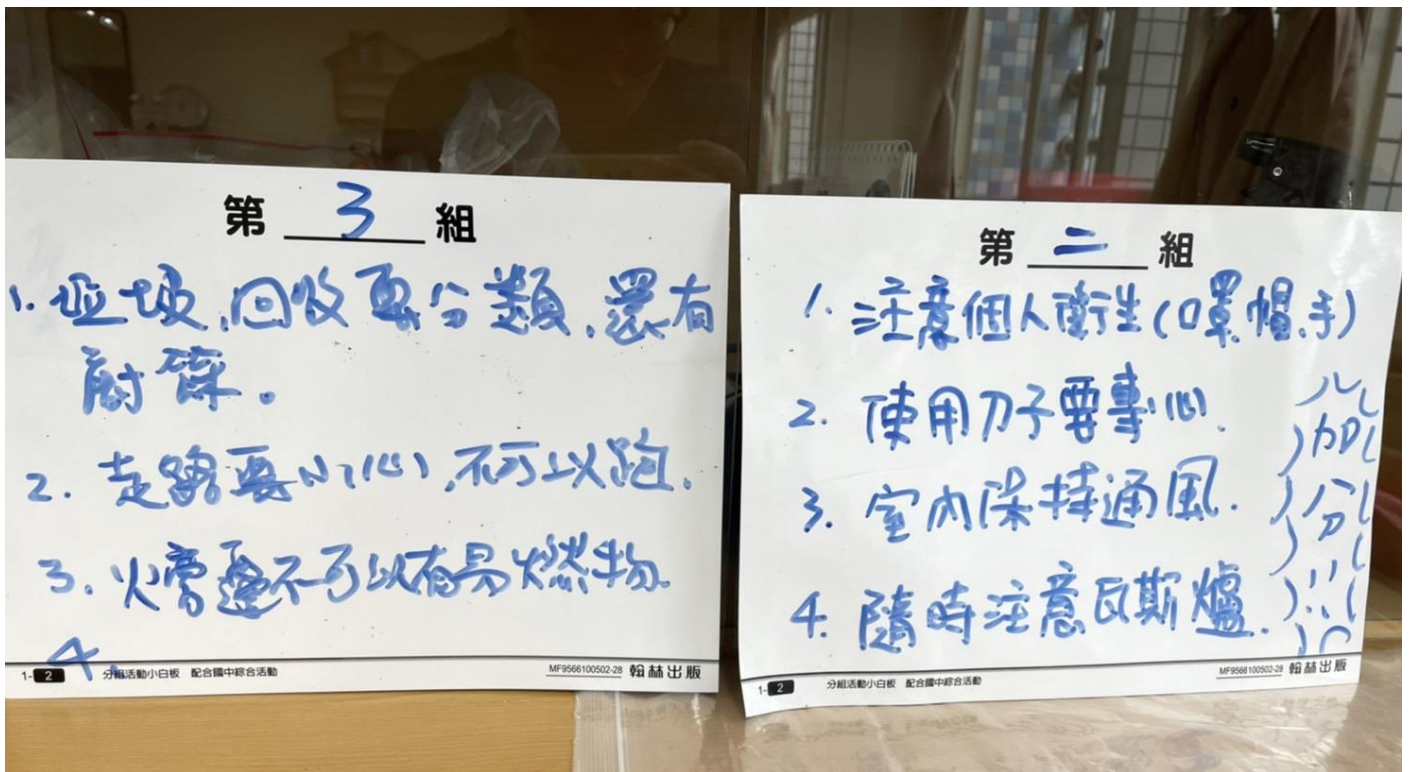 第 3 組
1. 垃圾,回收要分類,還有
廚餘。
2. 走路要小心,不可以跑。
3. 火旁邊不可以有易燃物。
4.
1-2 分組活動小白板 配合國中綜合活動 MF9566100502-28 翰林出版
第 二 組
1. 注意個人衛生(口罩、帽、手)
2. 使用刀子要專心.
3. 室內保持通風.
4. 隨時注意瓦斯爐.
加
分
!!!
1-2 分組活動小白板 配合國中綜合活動 MF9566100502-28 翰林出版